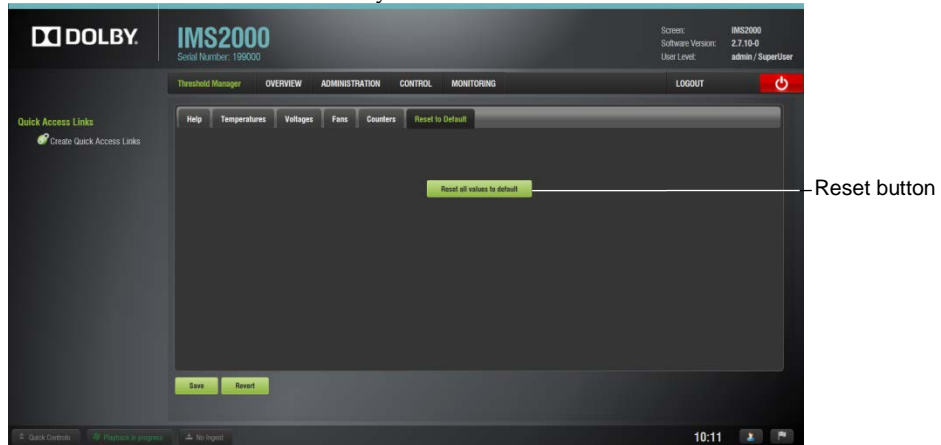 DOLBY.
IMS2000
Serial Number: 199000
Screen: IMS2000
Software Version: 2.7.10-0
User Level: admin / SuperUser
Threshold Manager OVERVIEW ADMINISTRATION CONTROL MONITORING LOGOUT
Quick Access Links
Create Quick Access Links
Help Temperatures Voltages Fans Counters Reset to Default
Reset all values to default
Reset button
Save Revert
Quick Controls Playback in progress No Ingest 10:11